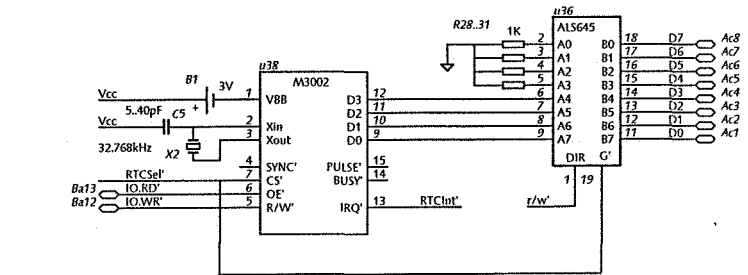 u36
R28..31 1K ALS645
2 A0 B0 18 D7 Ac8
3 A1 B1 17 D6 Ac7
4 A2 B2 16 D5 Ac6
5 A3 B3 15 D4 Ac5
6 A4 B4 14 D3 Ac4
7 A5 B5 13 D2 Ac3
8 A6 B6 12 D1 Ac2
9 A7 B7 11 D0 Ac1
DIR G'
1 19
r/w'
u38
M3002
B1 3V
Vcc + 1 VBB D3 12
D2 11
5..40pF C5
Vcc 2 Xin D1 10
3 Xout D0 9
32.768kHz X2
4 SYNC' PULSE' 15
RTCSel' 7 CS' BUSY' 14
Ba13 IO.RD' 6 OE'
Ba12 IO.WR' 5 R/W' IRQ' 13 RTCInt'